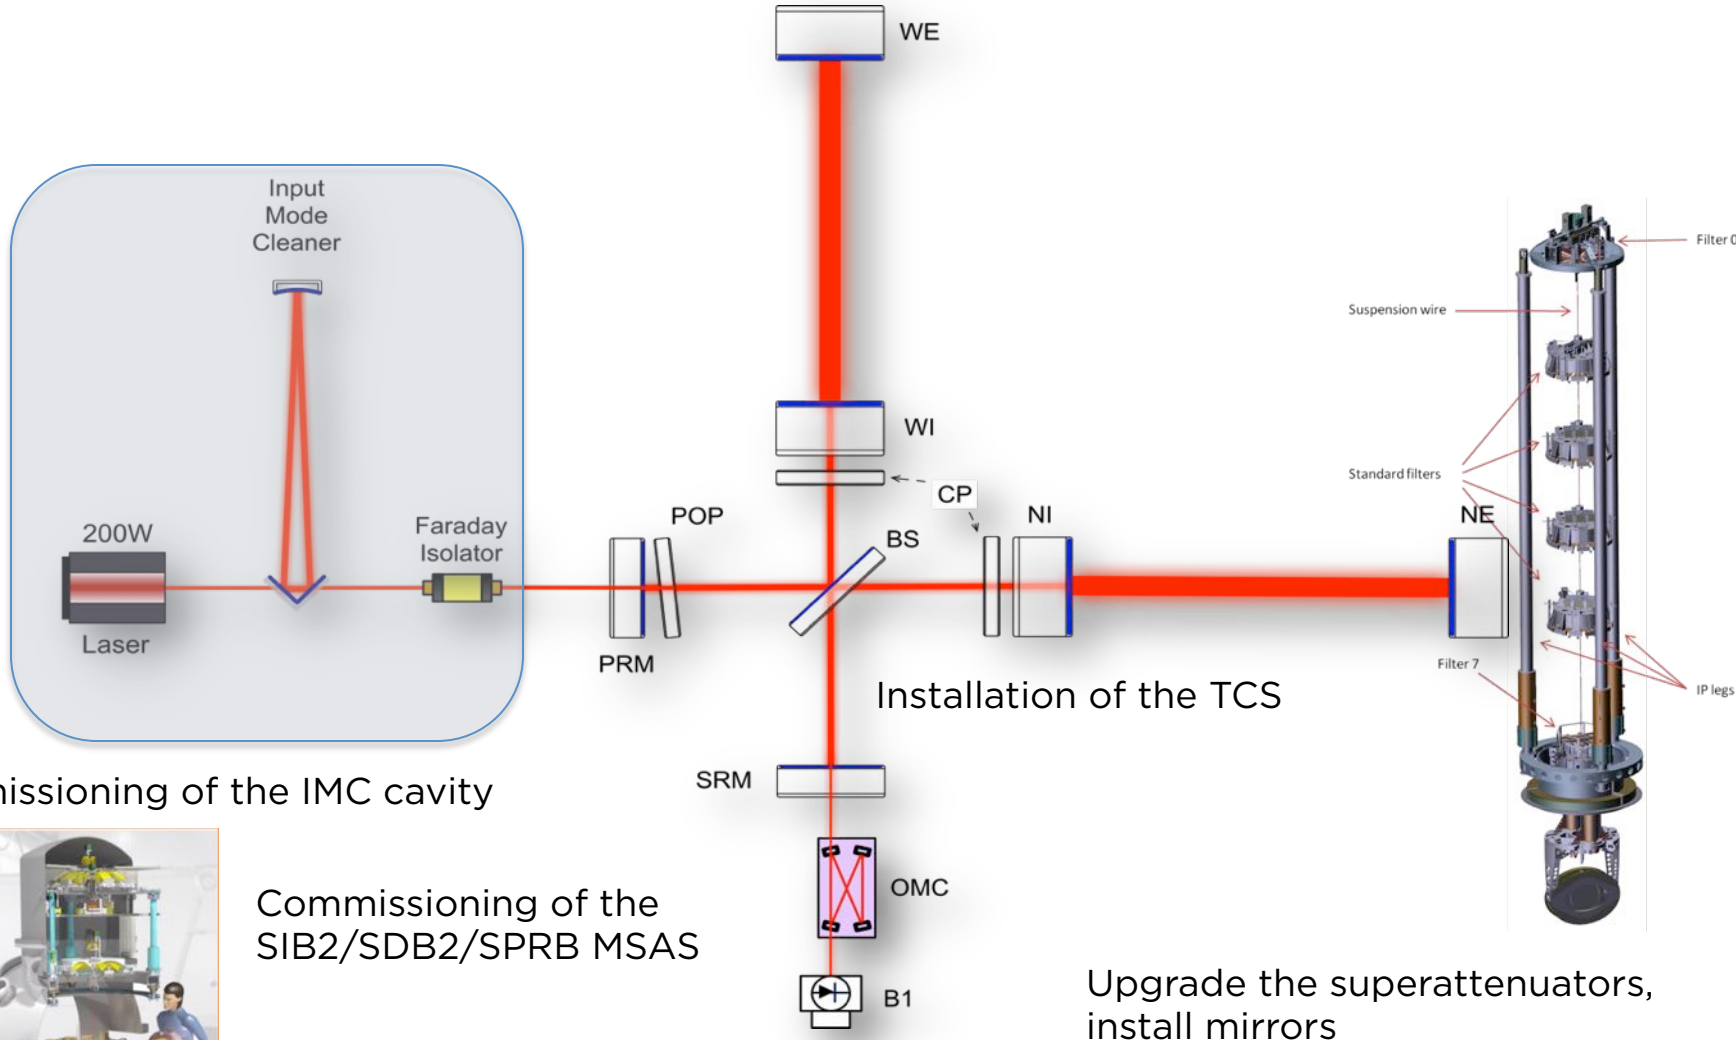 WE
Input
Mode
Cleaner
Filter 0
Suspension wire
WI
Standard filters
CP
200W
Faraday
Isolator
POP
BS
NI
NE
Laser
PRM
Filter 7
IP legs
Installation of the TCS
SRM
missioning of the IMC cavity
OMC
Commissioning of the
SIB2/SDB2/SPRB MSAS
B1
Upgrade the superattenuators,
install mirrors